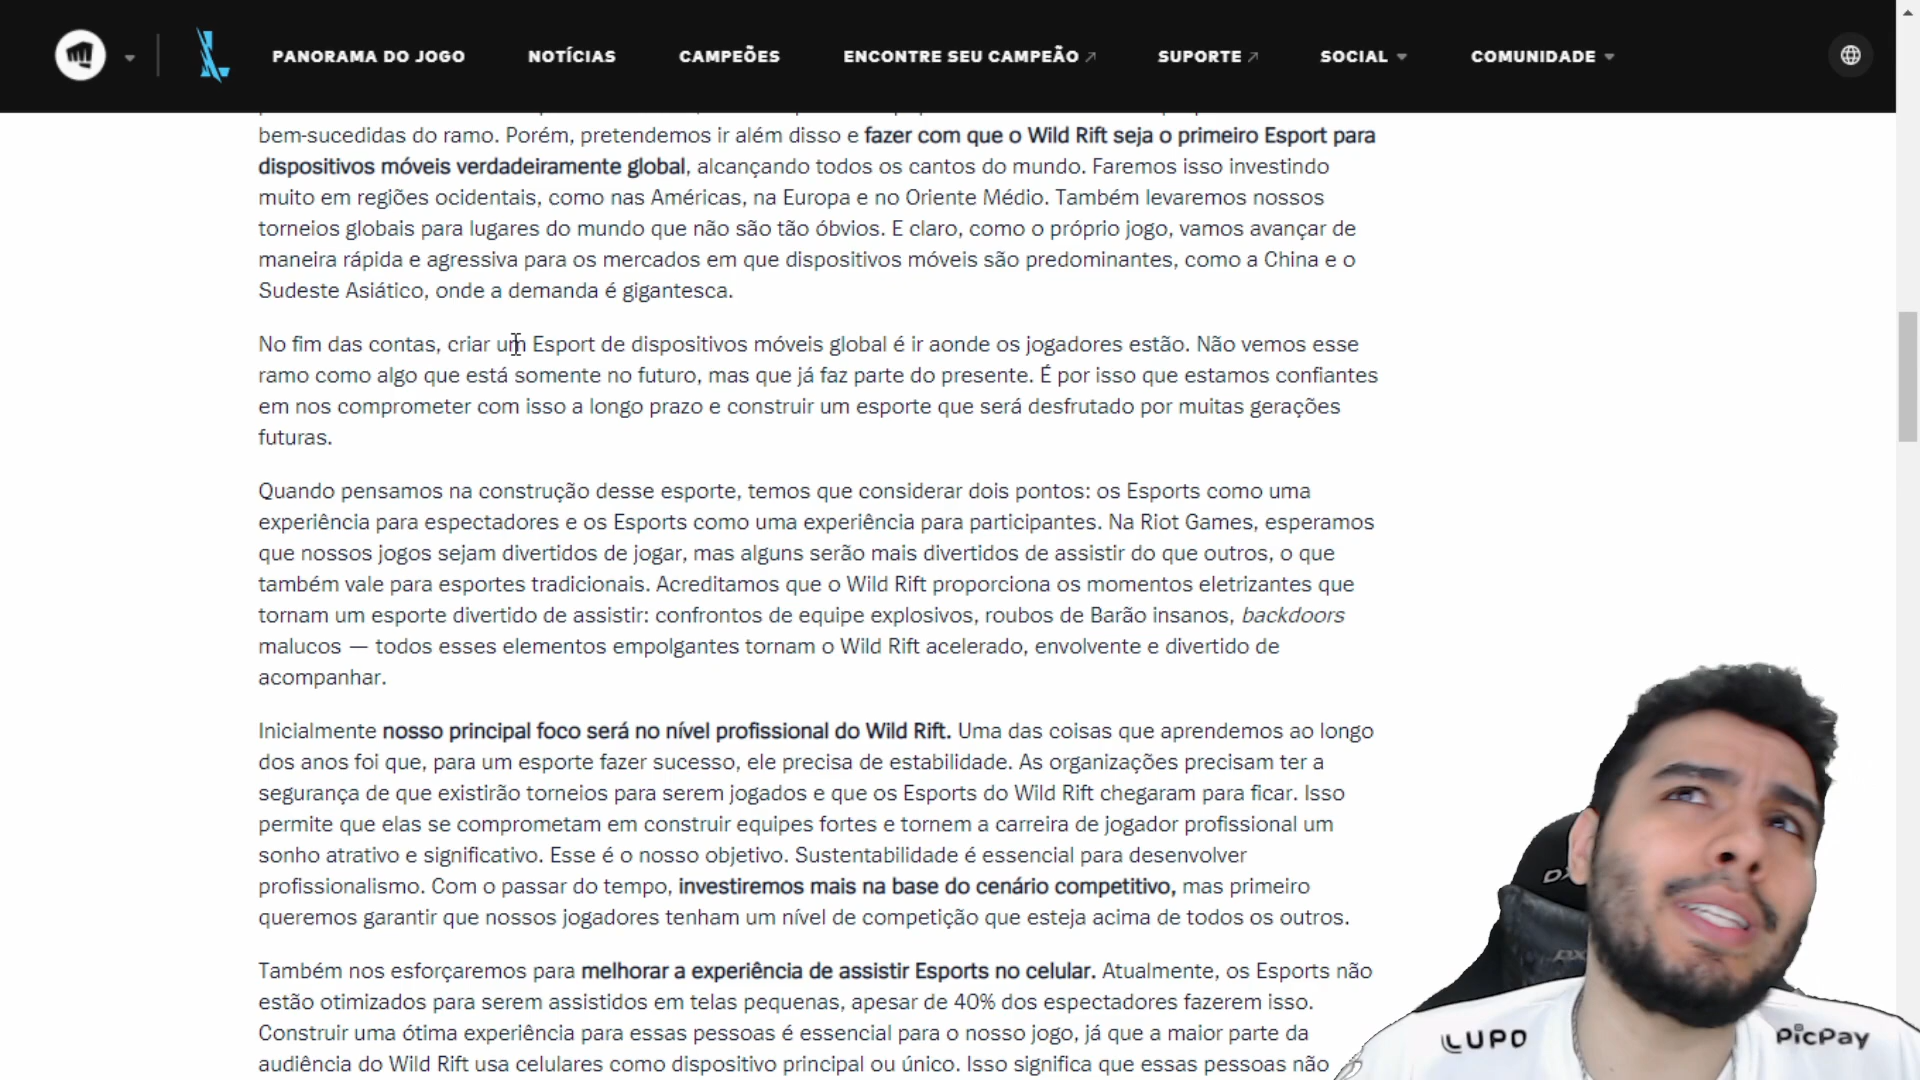 PANORAMA DO JOGO
NOTÍCIAS
CAMPEÕES
ENCONTRE SEU CAMPEÃO
SUPORTE
SOCIAL
COMUNIDADE
bem-sucedidas do ramo. Porém, pretendemos ir além disso e fazer com que o Wild Rift seja o primeiro Esport para
dispositivos móveis verdadeiramente global, alcançando todos os cantos do mundo. Faremos isso investindo
muito em regiões ocidentais, como nas Américas, na Europa e no Oriente Médio. Também levaremos nossos
torneios globais para lugares do mundo que não são tão óbvios. E claro, como o próprio jogo, vamos avançar de
maneira rápida e agressiva para os mercados em que dispositivos móveis são predominantes, como a China e o
Sudeste Asiático, onde a demanda é gigantesca.
No fim das contas, criar um Esport de dispositivos móveis global é ir aonde os jogadores estão. Não vemos esse
ramo como algo que está somente no futuro, mas que já faz parte do presente. É por isso que estamos confiantes
em nos comprometer com isso a longo prazo e construir um esporte que será desfrutado por muitas gerações
futuras.
Quando pensamos na construção desse esporte, temos que considerar dois pontos: os Esports como uma
experiência para espectadores e os Esports como uma experiência para participantes. Na Riot Games, esperamos
que nossos jogos sejam divertidos de jogar, mas alguns serão mais divertidos de assistir do que outros, o que
também vale para esportes tradicionais. Acreditamos que o Wild Rift proporciona os momentos eletrizantes que
tornam um esporte divertido de assistir: confrontos de equipe explosivos, roubos de Barão insanos, backdoors
malucos — todos esses elementos empolgantes tornam o Wild Rift acelerado, envolvente e divertido de
acompanhar.
Inicialmente nosso principal foco será no nível profissional do Wild Rift. Uma das coisas que aprendemos ao longo
dos anos foi que, para um esporte fazer sucesso, ele precisa de estabilidade. As organizações precisam ter a
segurança de que existirão torneios para serem jogados e que os Esports do Wild Rift chegaram para ficar. Isso
permite que elas se comprometam em construir equipes fortes e tornem a carreira de jogador profissional um
sonho atrativo e significativo. Esse é o nosso objetivo. Sustentabilidade é essencial para desenvolver
profissionalismo. Com o passar do tempo, investiremos mais na base do cenário competitivo, mas primeiro
queremos garantir que nossos jogadores tenham um nível de competição que esteja acima de todos os outros.
Também nos esforçaremos para melhorar a experiência de assistir Esports no celular. Atualmente, os Esports não
estão otimizados para serem assistidos em telas pequenas, apesar de 40% dos espectadores fazerem isso.
Construir uma ótima experiência para essas pessoas é essencial para o nosso jogo, já que a maior parte da
audiência do Wild Rift usa celulares como dispositivo principal ou único. Isso significa que essas pessoas não
LUPO
PicPay